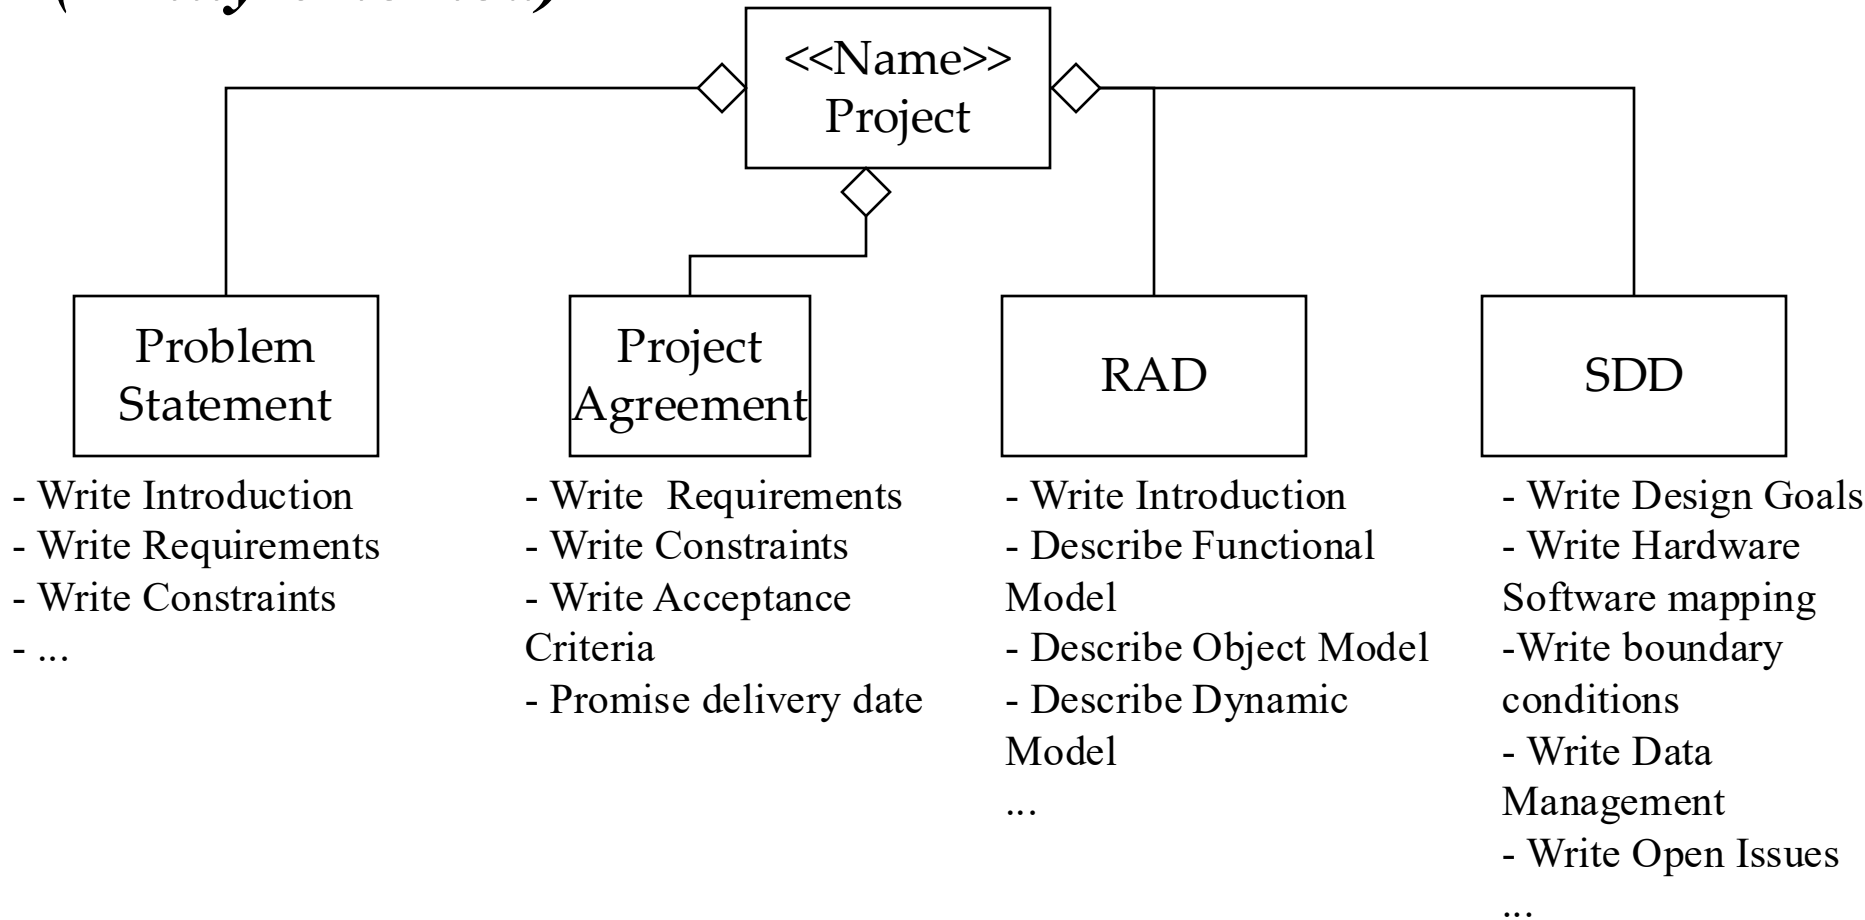 <<Name>>
Project
Problem
Statement
Project
Agreement
RAD
SDD
- Write Introduction
- Write Requirements
- Write Constraints
- ...
- Write  Requirements
- Write Constraints
- Write Acceptance
Criteria
- Promise delivery date
- Write Introduction
- Describe Functional
Model
- Describe Object Model
- Describe Dynamic
Model
...
- Write Design Goals
- Write Hardware
Software mapping
-Write boundary
conditions
- Write Data
Management
- Write Open Issues
...